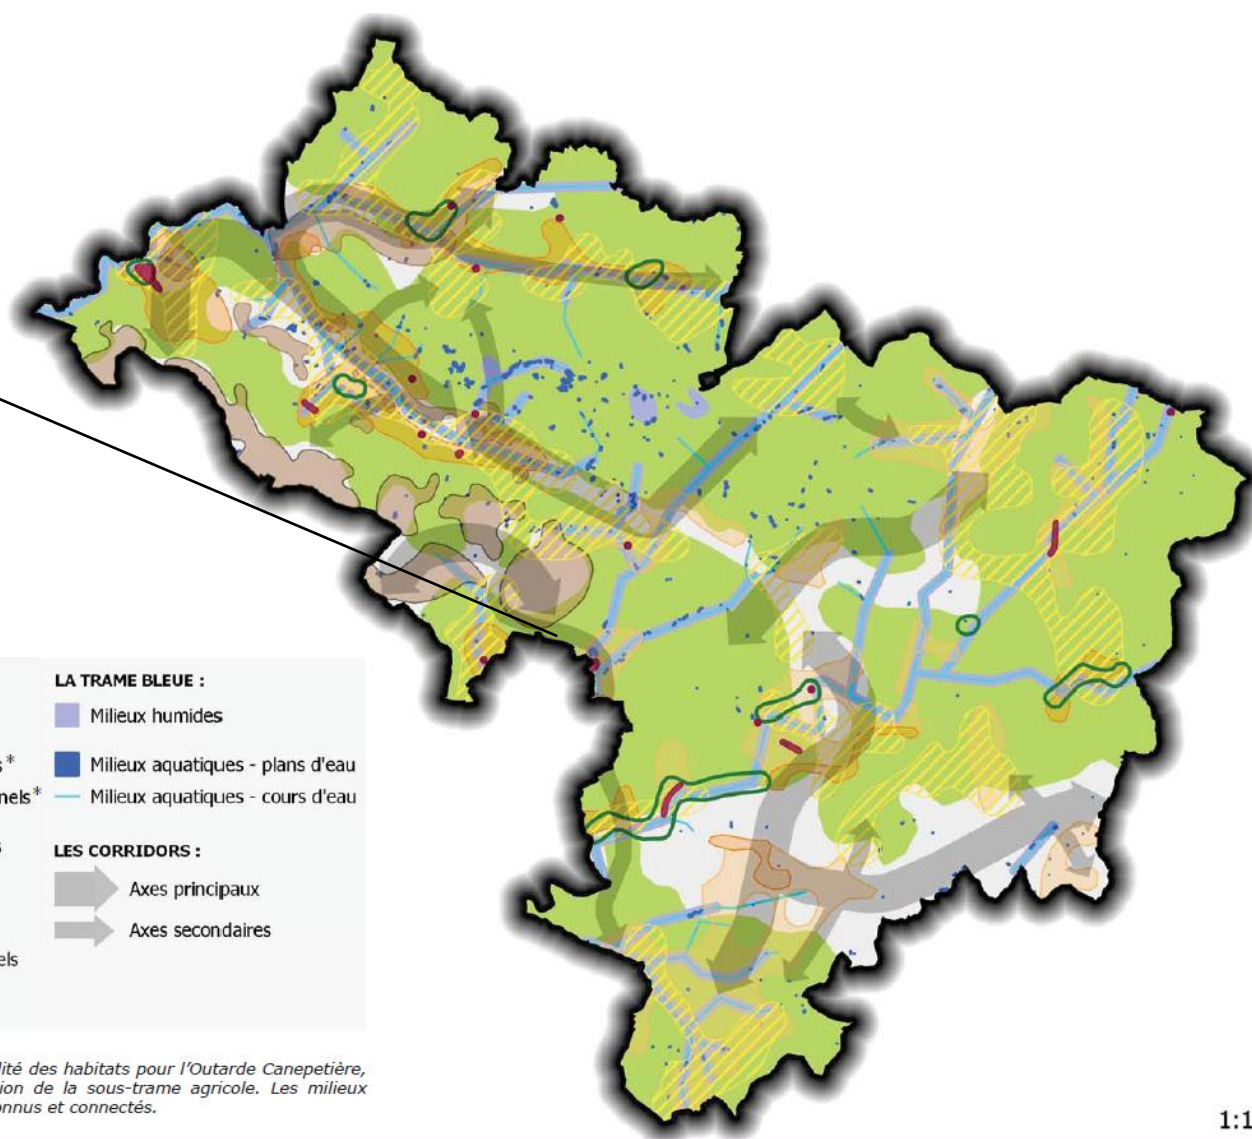 LA TRAME BLEUE :
Milieux humides
s*
Milieux aquatiques - plans d'eau
nels*
Milieux aquatiques - cours d'eau
s
LES CORRIDORS :
Axes principaux
Axes secondaires
els
lité des habitats pour l'Outarde Canepetière,
ion de la sous-trame agricole. Les milieux
onnus et connectés.
1:1